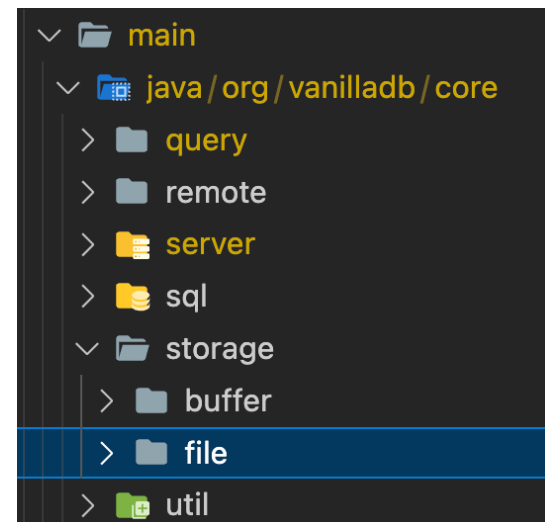 main
java/org/vanilladb/core
query
remote
server
sql
storage
buffer
file
util